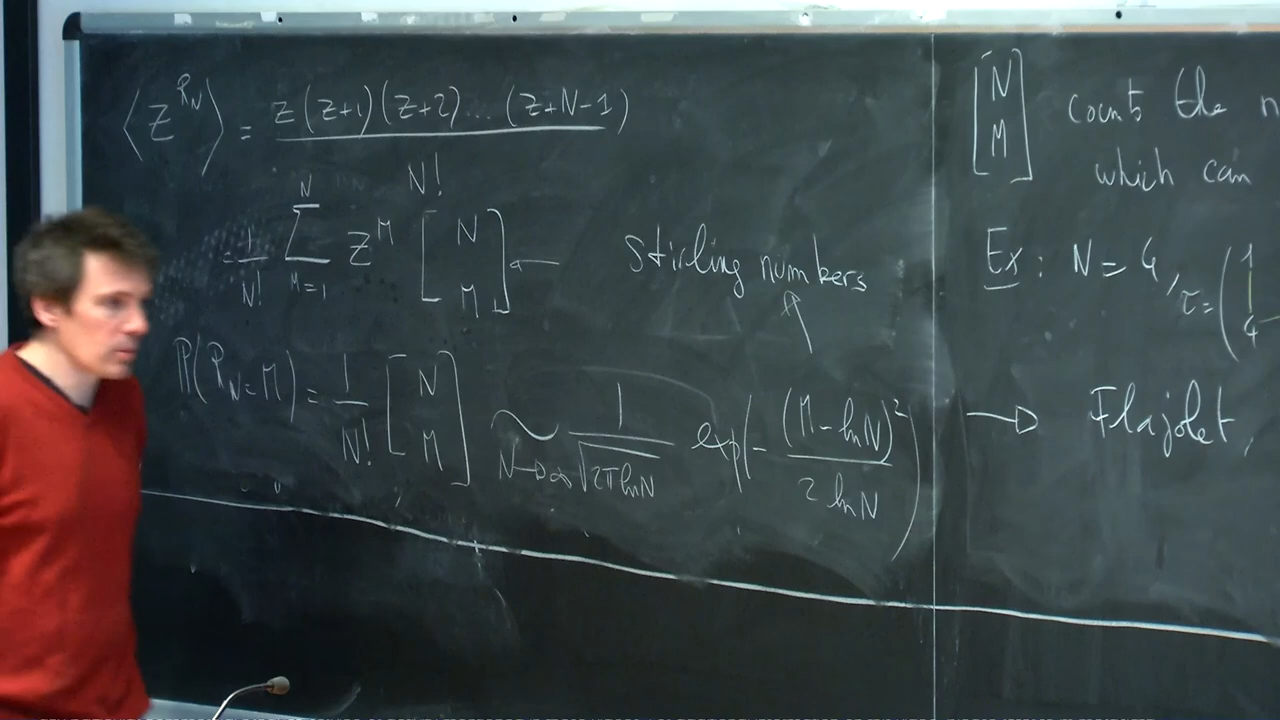 ⟨Z^{R_N}⟩ = Z(Z+1)(Z+2)... (Z+N-1) / N!
= 1/N! ∑_{M=1}^{N} Z^M [N M] ← Stirling numbers
P(R_N=M) = 1/N! [N M] ∼_{N→∞} 1/√(2π ln N) exp(- (M - ln N)² / 2 ln N)
[N M] counts the n
which can
Ex: N = 4, τ = (1 4
→ Flajolet,